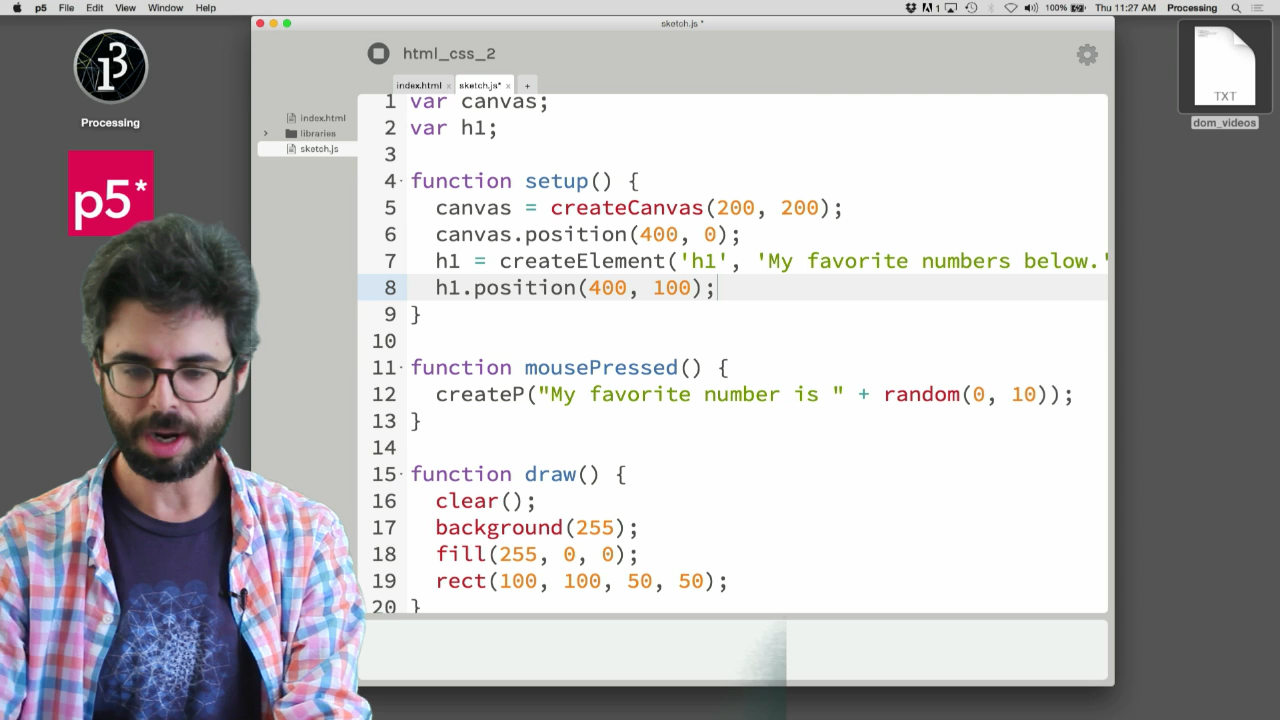 p5 File Edit View Window Help
1 100% Thu 11:27 AM Processing
sketch.js *
html_css_2
index.html × sketch.js* × +
index.html
libraries
sketch.js
1 var canvas;
2 var h1;
3
4 function setup() {
5 canvas = createCanvas(200, 200);
6 canvas.position(400, 0);
7 h1 = createElement('h1', 'My favorite numbers below.'
8 h1.position(400, 100);
9 }
10
11 function mousePressed() {
12 createP("My favorite number is " + random(0, 10));
13 }
14
15 function draw() {
16 clear();
17 background(255);
18 fill(255, 0, 0);
19 rect(100, 100, 50, 50);
20 }
Processing
p5*
TXT
dom_videos